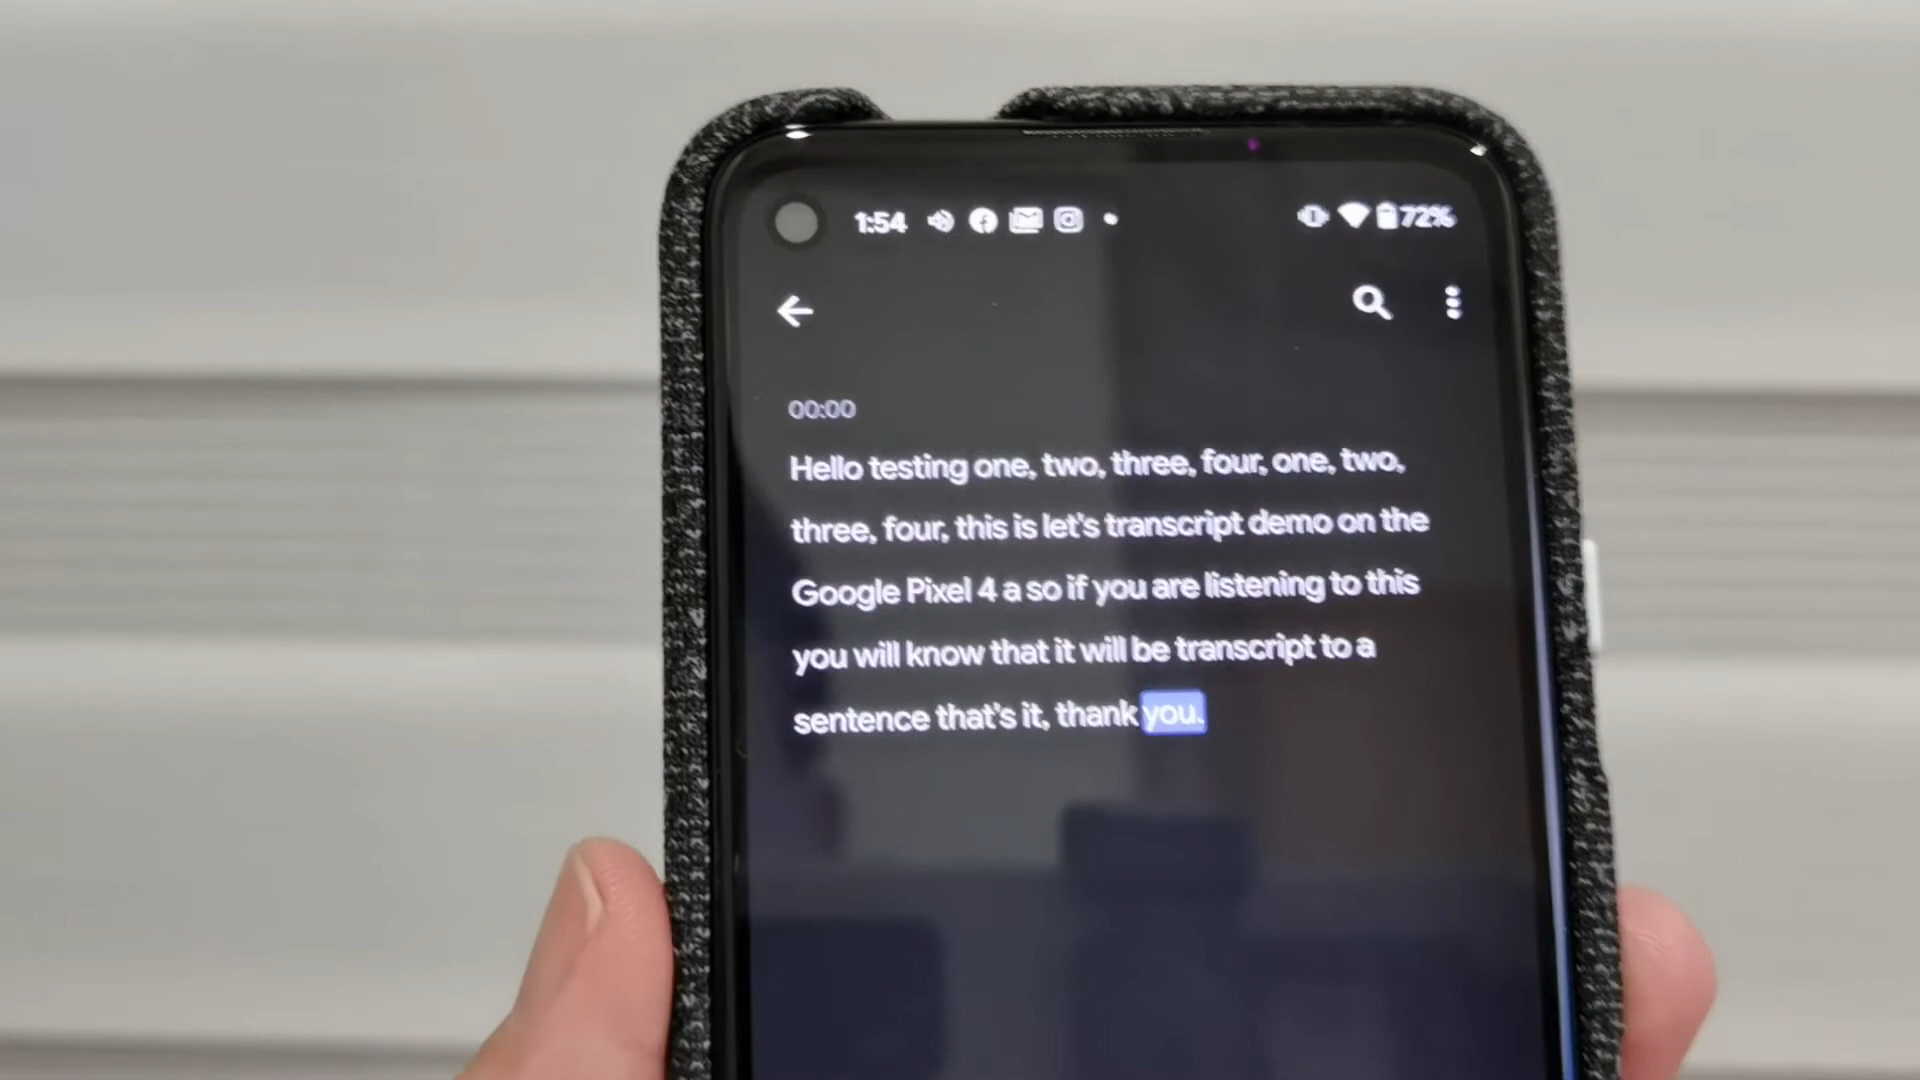 1:54 72%
00:00
Hello testing one, two, three, four, one, two,
three, four, this is let's transcript demo on the
Google Pixel 4 a so if you are listening to this
you will know that it will be transcript to a
sentence that's it, thank you.